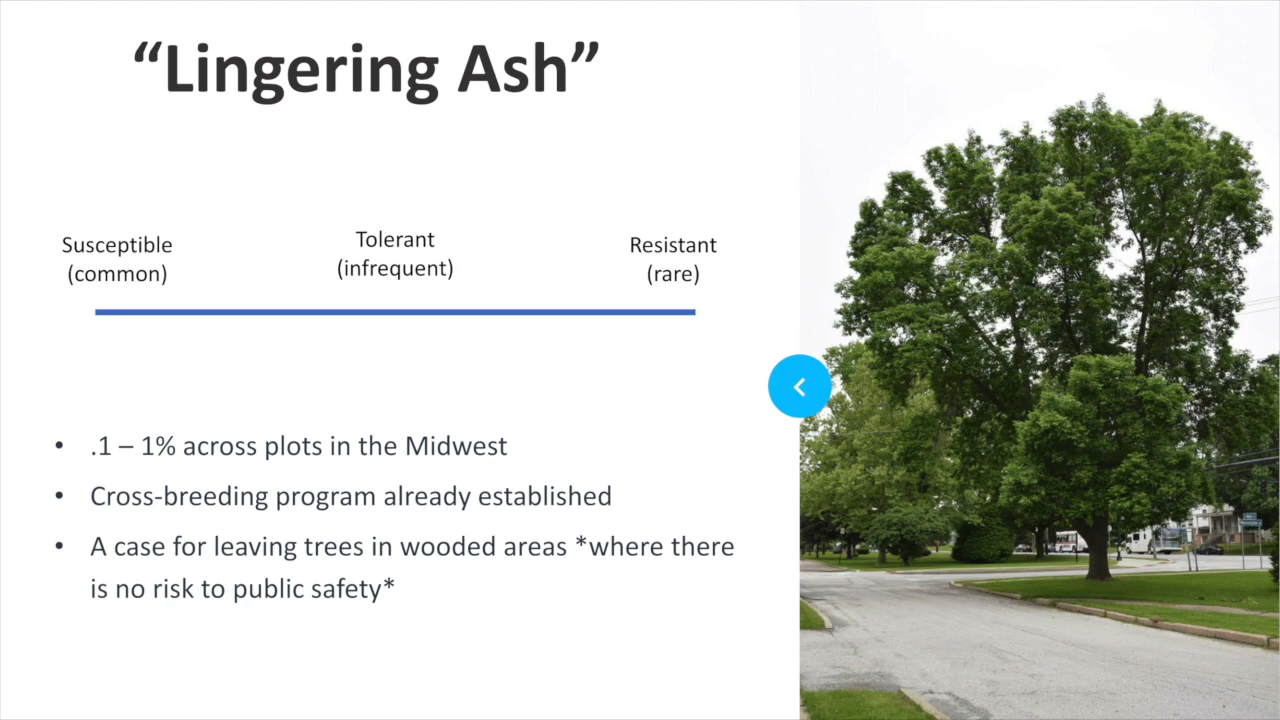 “Lingering Ash”
Susceptible
(common)
Tolerant
(infrequent)
Resistant
(rare)
• .1 – 1% across plots in the Midwest
• Cross-breeding program already established
• A case for leaving trees in wooded areas *where there
is no risk to public safety*